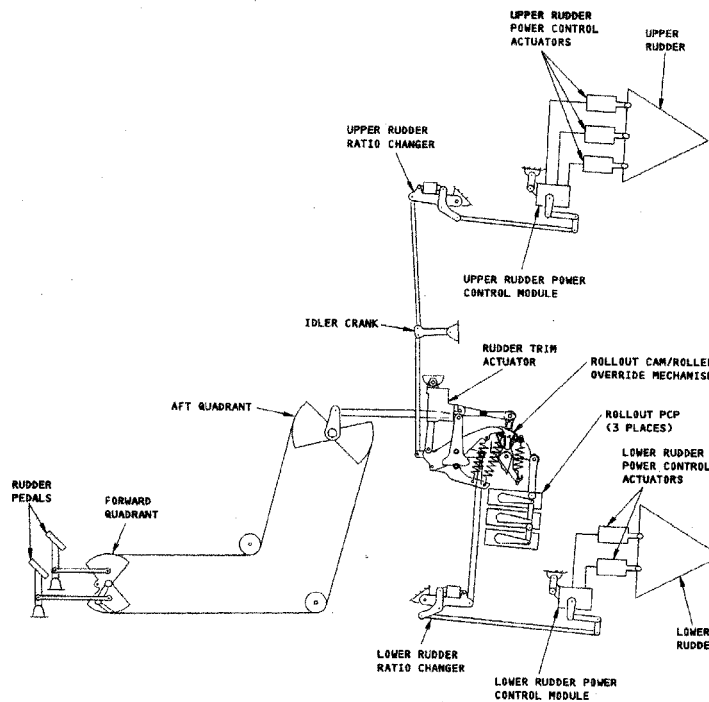 UPPER RUDDER
POWER CONTROL
ACTUATORS
UPPER
RUDDER
UPPER RUDDER
RATIO CHANGER
UPPER RUDDER POWER
CONTROL MODULE
IDLER CRANK
RUDDER TRIM
ACTUATOR
ROLLOUT CAM/ROLLER
OVERRIDE MECHANISM
AFT QUADRANT
ROLLOUT PCP
(3 PLACES)
LOWER RUDDER
POWER CONTROL
ACTUATORS
RUDDER
PEDALS
FORWARD
QUADRANT
LOWER
RUDDER
LOWER RUDDER
RATIO CHANGER
LOWER RUDDER POWER
CONTROL MODULE